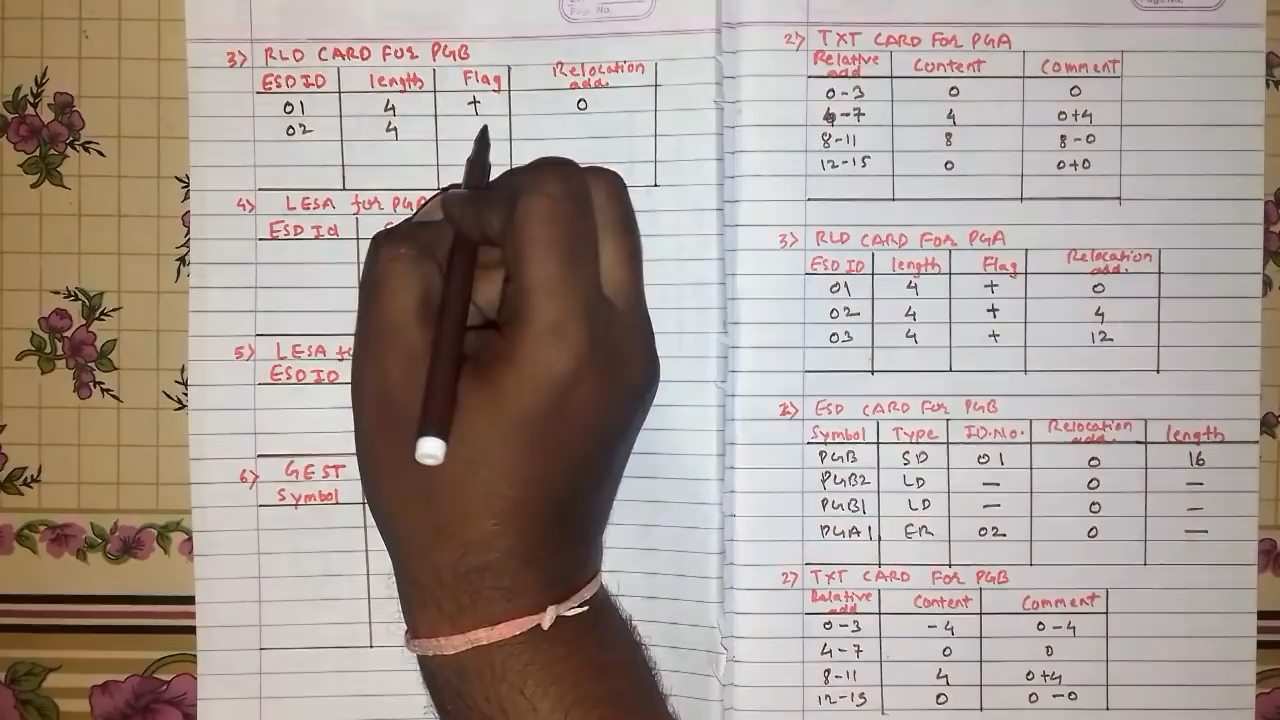 3) RLD CARD FOR PGB
ESD ID length Flag Relocation add.
01 4 + 0
02 4
4) LESA for PGA
ESD Id
5) LESA
ESD ID
6) GEST
Symbol
2) TXT CARD FOR PGA
Relative add Content Comment
0-3 0 0
4-7 4 0+4
8-11 8 8-0
12-15 0 0+0
3) RLD CARD FOR PGA
ESD ID length Flag Relocation add.
01 4 + 0
02 4 + 4
03 4 + 12
ESD CARD FOR PGB
Symbol TYPE ID.No. Relocation add. length
PGB SD 01 0 16
PGB2 LD — 0 —
PGB1 LD — 0 —
PGA1 ER 02 0 —
2) TXT CARD FOR PGB
Relative add Content Comment
0-3 -4 0-4
4-7 0 0
8-11 4 0+4
12-15 0 0-0